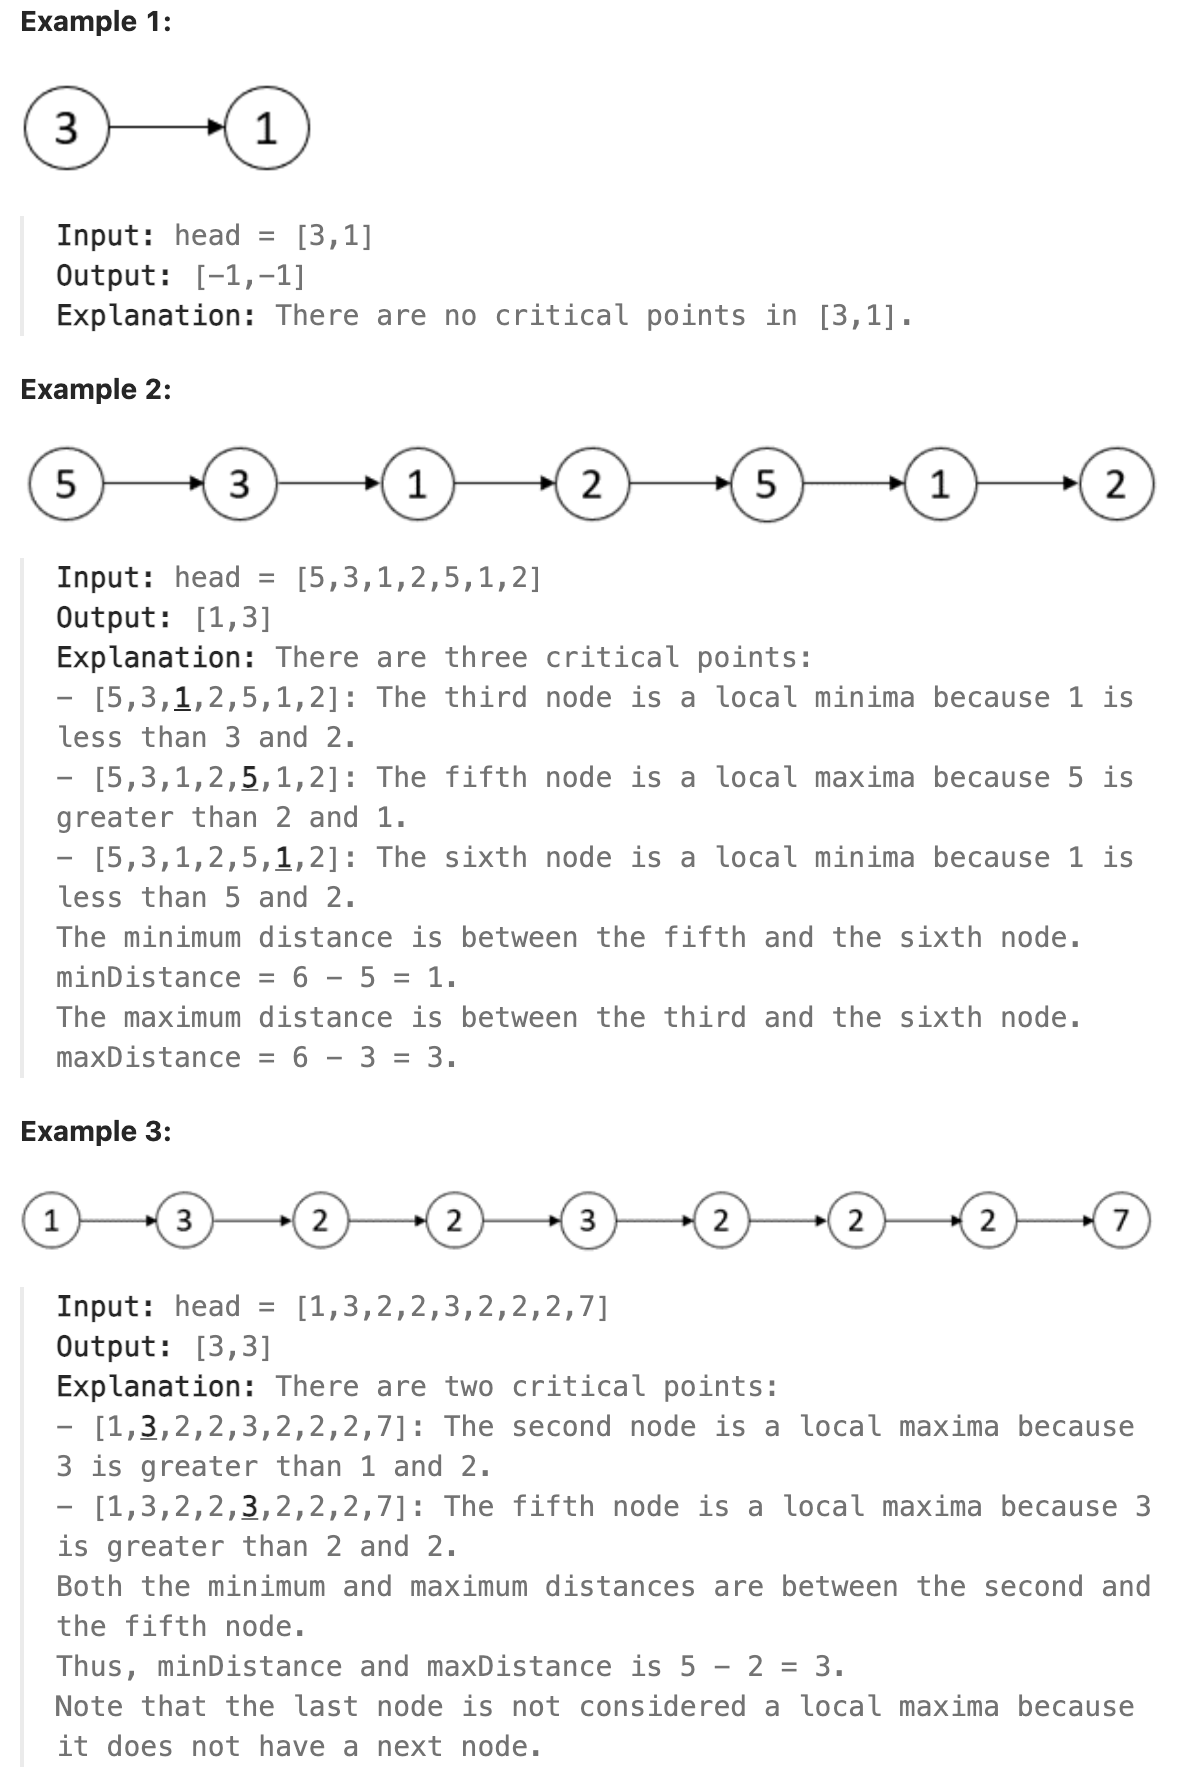 Example 1:
3 1
Input: head = [3,1]
Output: [-1,-1]
Explanation: There are no critical points in [3,1].
Example 2:
5 3 1 2 5 1 2
Input: head = [5,3,1,2,5,1,2]
Output: [1,3]
Explanation: There are three critical points:
- [5,3,1,2,5,1,2]: The third node is a local minima because 1 is
less than 3 and 2.
- [5,3,1,2,5,1,2]: The fifth node is a local maxima because 5 is
greater than 2 and 1.
- [5,3,1,2,5,1,2]: The sixth node is a local minima because 1 is
less than 5 and 2.
The minimum distance is between the fifth and the sixth node.
minDistance = 6 - 5 = 1.
The maximum distance is between the third and the sixth node.
maxDistance = 6 - 3 = 3.
Example 3:
1 3 2 2 3 2 2 2 7
Input: head = [1,3,2,2,3,2,2,2,7]
Output: [3,3]
Explanation: There are two critical points:
- [1,3,2,2,3,2,2,2,7]: The second node is a local maxima because
3 is greater than 1 and 2.
- [1,3,2,2,3,2,2,2,7]: The fifth node is a local maxima because 3
is greater than 2 and 2.
Both the minimum and maximum distances are between the second and
the fifth node.
Thus, minDistance and maxDistance is 5 - 2 = 3.
Note that the last node is not considered a local maxima because
it does not have a next node.